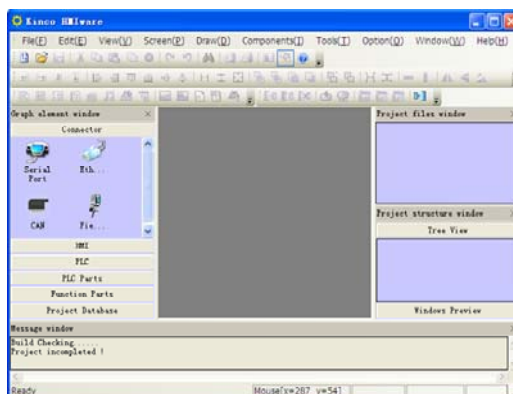 Kinco HMIware
File(F) Edit(E) View(V) Screen(P) Draw(D) Components(I) Tools(T) Option(O) Window(W) Help(H)
Graph element window
Connector
Serial Port
Eth...
CAN
Fie...
HMI
PLC
PLC Parts
Function Parts
Project Database
Project files window
Project structure window
Tree View
Windows Preview
Message window
Build Checking......
Project incompleted !
Ready
Mouse[x=287 y=54]